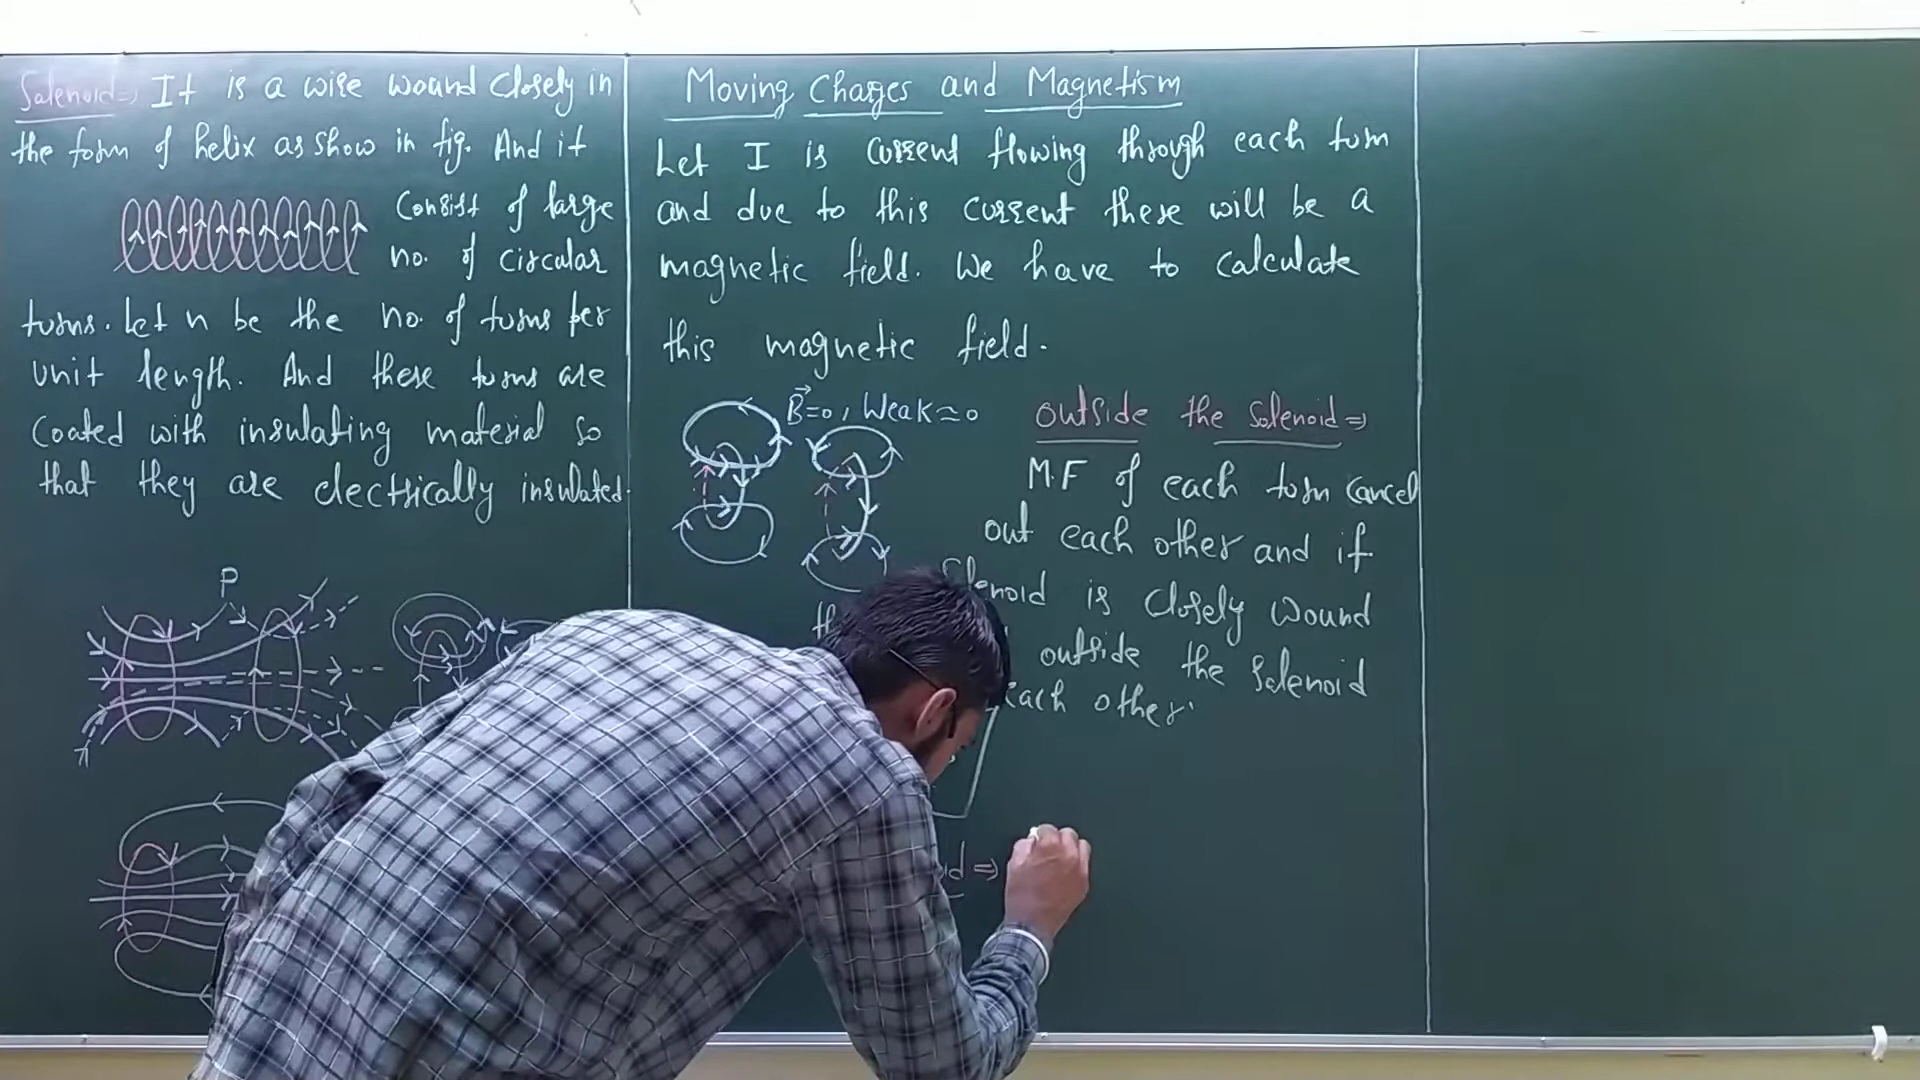 Solenoid ⇒ It is a wire wound closely in
the form of helix as show in fig. And it
consist of large
no. of circular
turns. Let n be the no. of turns per
unit length. And these turns are
coated with insulating material so
that they are electrically insulated.
P
Moving Charges and Magnetism
Let I is current flowing through each turn
and due to this current there will be a
magnetic field. We have to calculate
this magnetic field.
B⃗=0, Weak≈0
outside the solenoid ⇒
M.F of each turn cancel
out each other and if
is closely wound
outside the solenoid
each other.
⇒